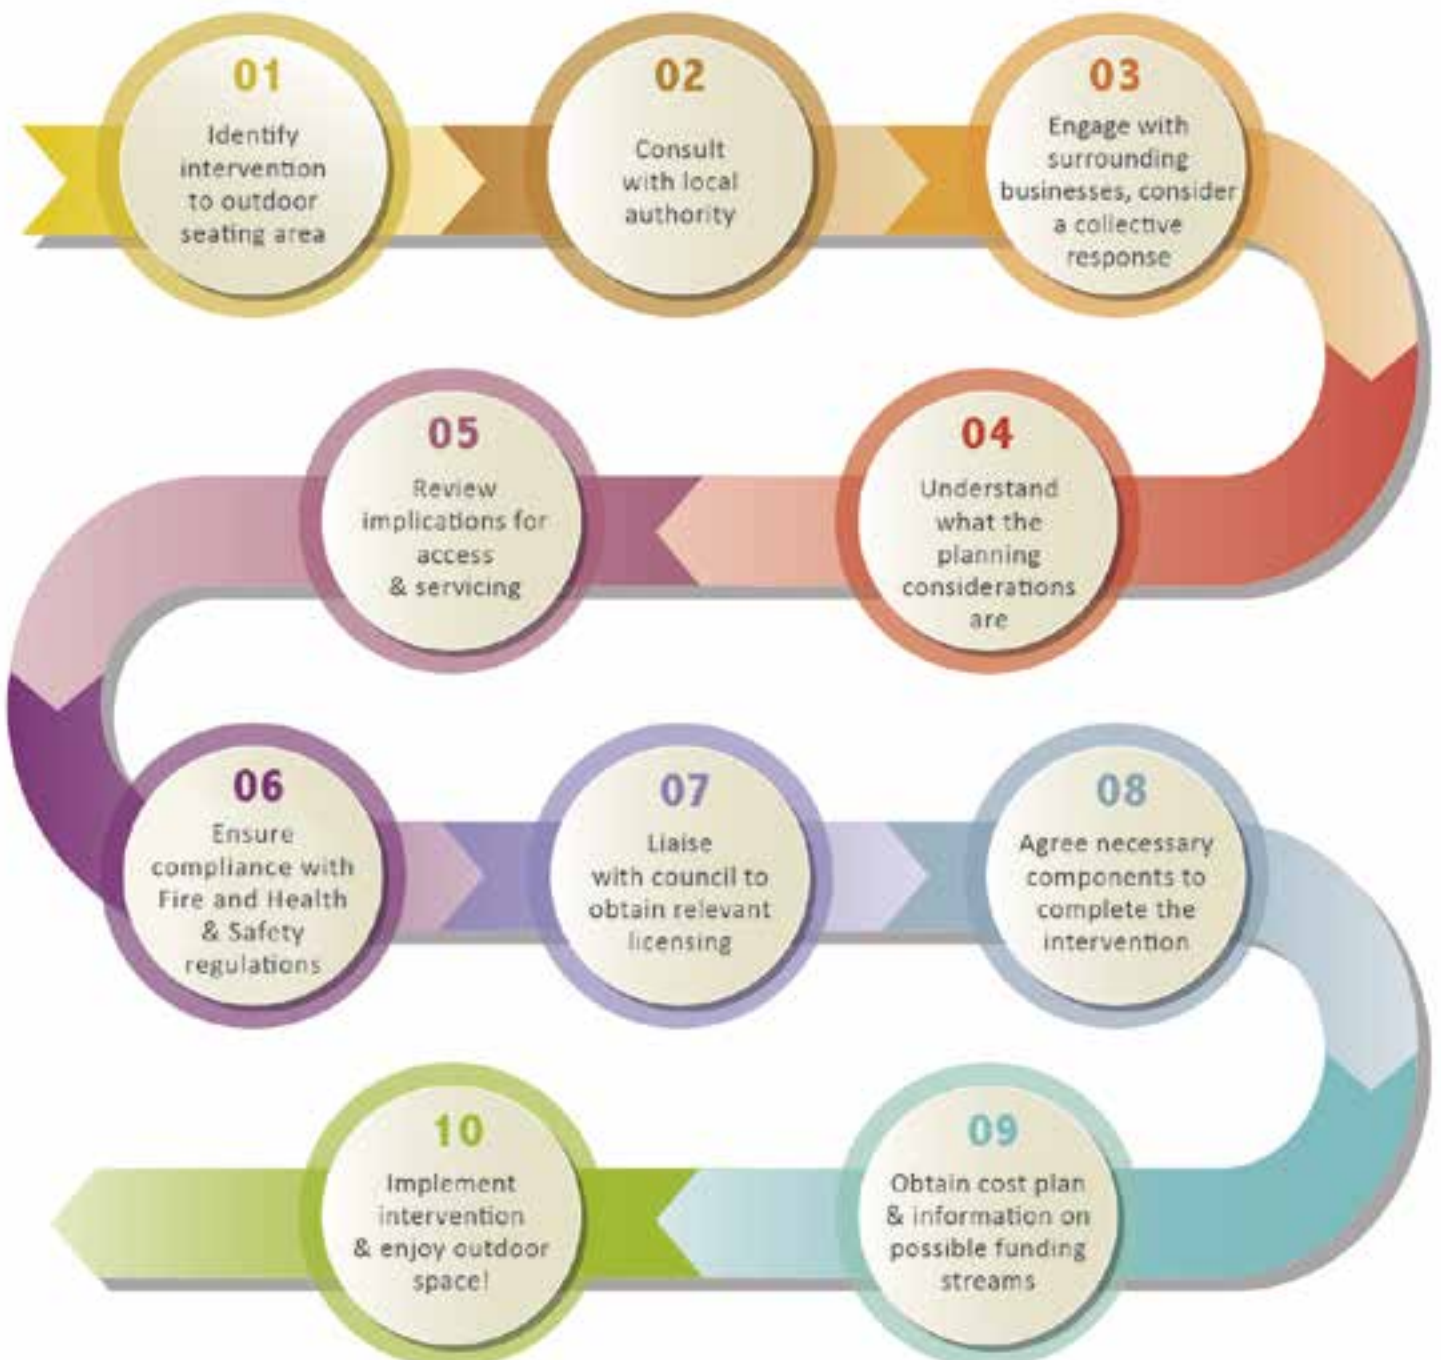 01
Identify
intervention
to outdoor
seating area
02
Consult
with local
authority
03
Engage with
surrounding
businesses, consider
a collective
response
04
Understand
what the
planning
considerations
are
05
Review
implications for
access
& servicing
06
Ensure
compliance with
Fire and Health
& Safety
regulations
07
Liaise
with council to
obtain relevant
licensing
08
Agree necessary
components to
complete the
intervention
09
Obtain cost plan
& information on
possible funding
streams
10
Implement
intervention
& enjoy outdoor
space!